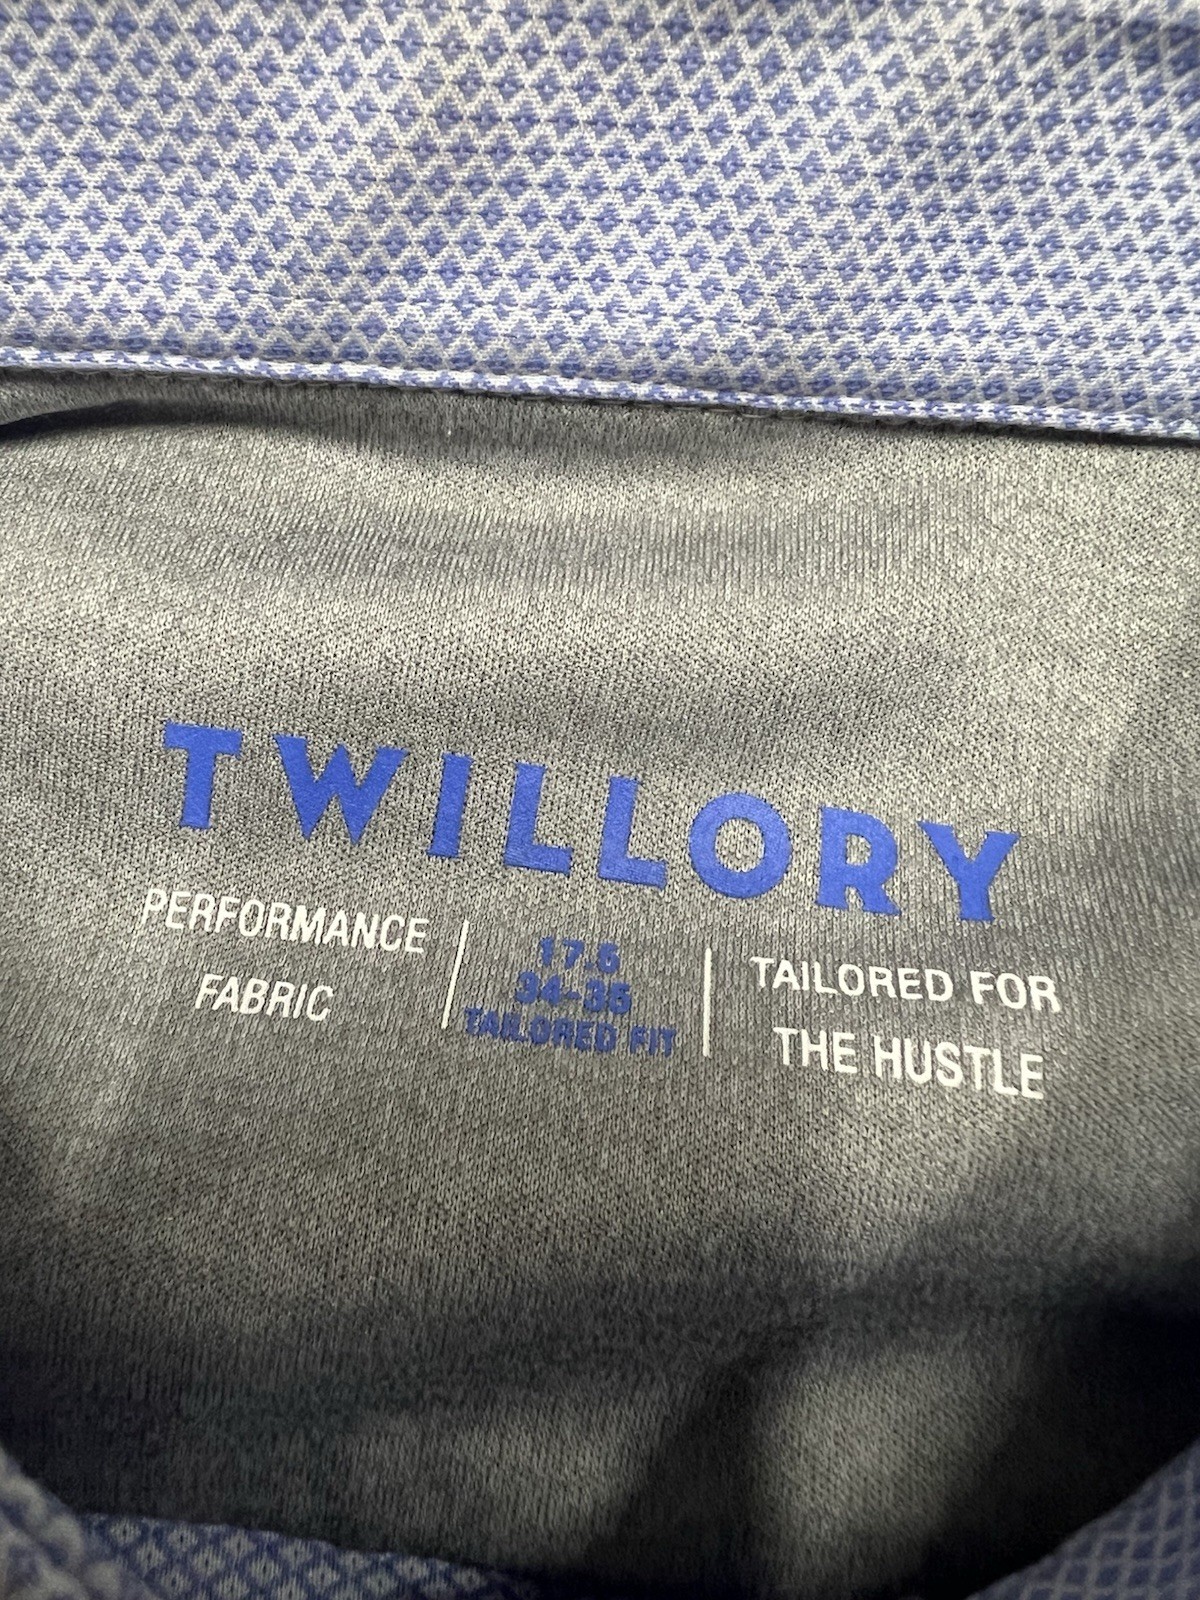 TWILLORY
PERFORMANCE
FABRIC
17.5
34-35
TAILORED FIT
TAILORED FOR
THE HUSTLE